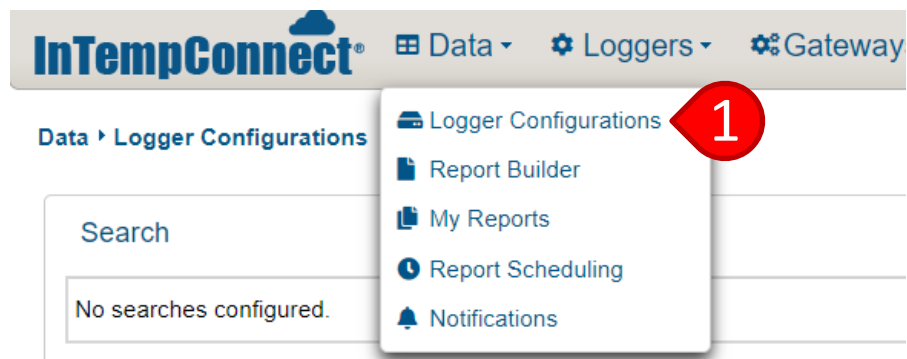 InTempConnect® Data Loggers Gateway
Logger Configurations 1
Data Logger Configurations
Report Builder
My Reports
Search
Report Scheduling
No searches configured.
Notifications